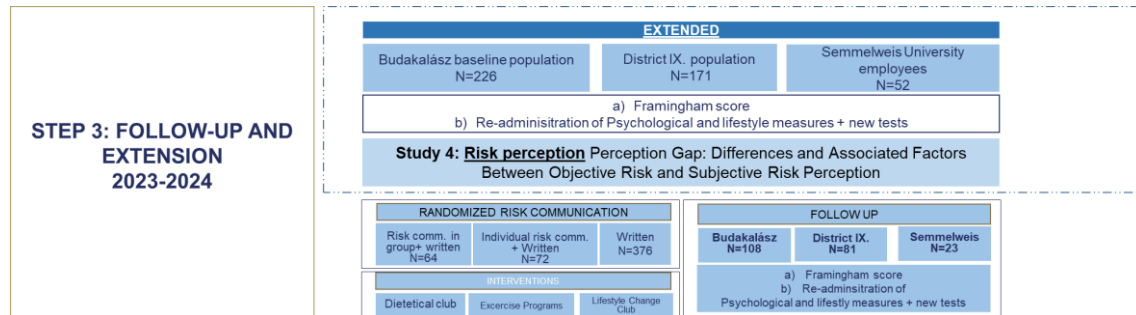 STEP 3: FOLLOW-UP AND
EXTENSION
2023-2024
EXTENDED
Budakalász baseline population
N=226
District IX. population
N=171
Semmelweis University
employees
N=52
a) Framingham score
b) Re-adminisitration of Psychological and lifestyle measures + new tests
Study 4: Risk perception Perception Gap: Differences and Associated Factors
Between Objective Risk and Subjective Risk Perception
RANDOMIZED RISK COMMUNICATION
Risk comm. in
group+ written
N=64
Individual risk comm.
+ Written
N=72
Written
N=376
INTERVENTIONS
Dietetical club
Excercise Programs
Lifestyle Change
Club
FOLLOW UP
Budakalász
N=108
District IX.
N=81
Semmelweis
N=23
a) Framingham score
b) Re-adminsitration of
Psychological and lifestly measures + new tests